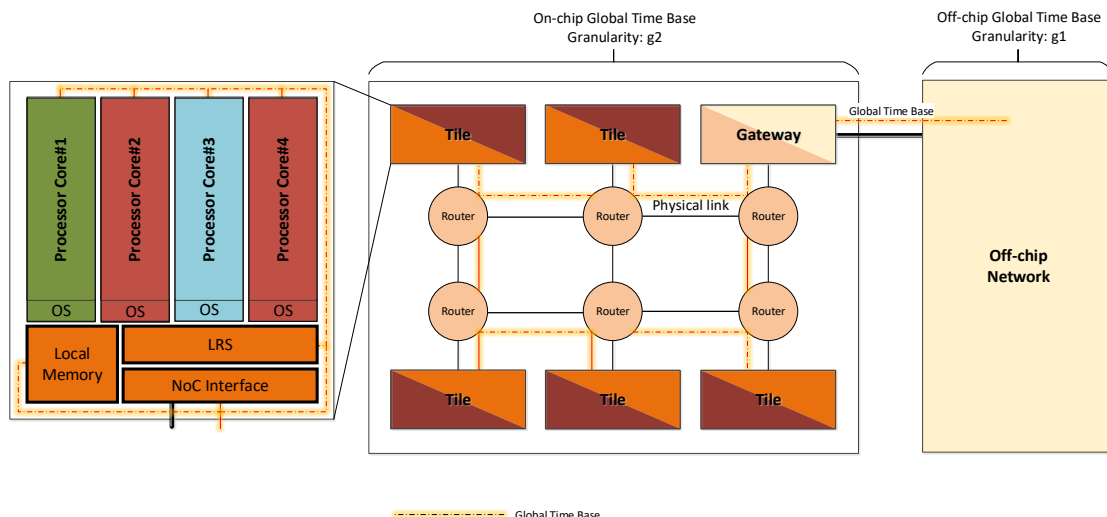 On-chip Global Time Base
Granularity: g2
Off-chip Global Time Base
Granularity: g1
Processor Core#1
Processor Core#2
Processor Core#3
Processor Core#4
OS
OS
OS
OS
Local
Memory
LRS
NoC Interface
Tile
Tile
Gateway
Global Time Base
Router
Router
Physical link
Router
Router
Router
Router
Tile
Tile
Tile
Off-chip
Network
Global Time Base